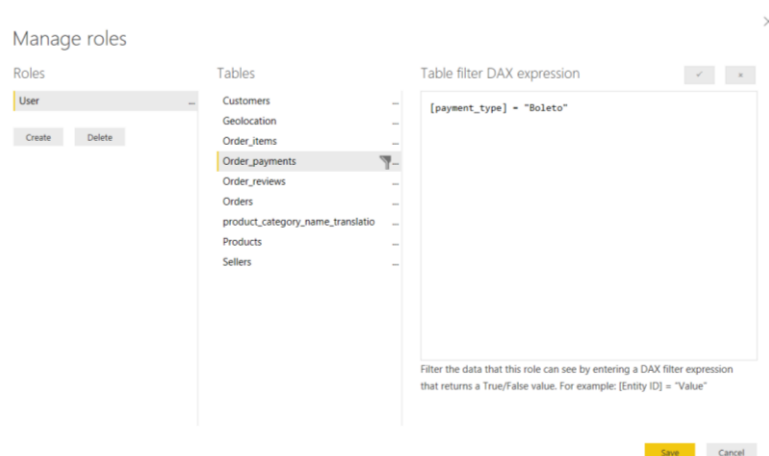 Manage roles
Roles
User
...
Create
Delete
Tables
Customers
...
Geolocation
...
Order_items
...
Order_payments
...
Order_reviews
...
Orders
...
product_category_name_translatio
...
Products
...
Sellers
...
Table filter DAX expression
[payment_type] = "Boleto"
Filter the data that this role can see by entering a DAX filter expression
that returns a True/False value. For example: [Entity ID] = "Value"
Save
Cancel